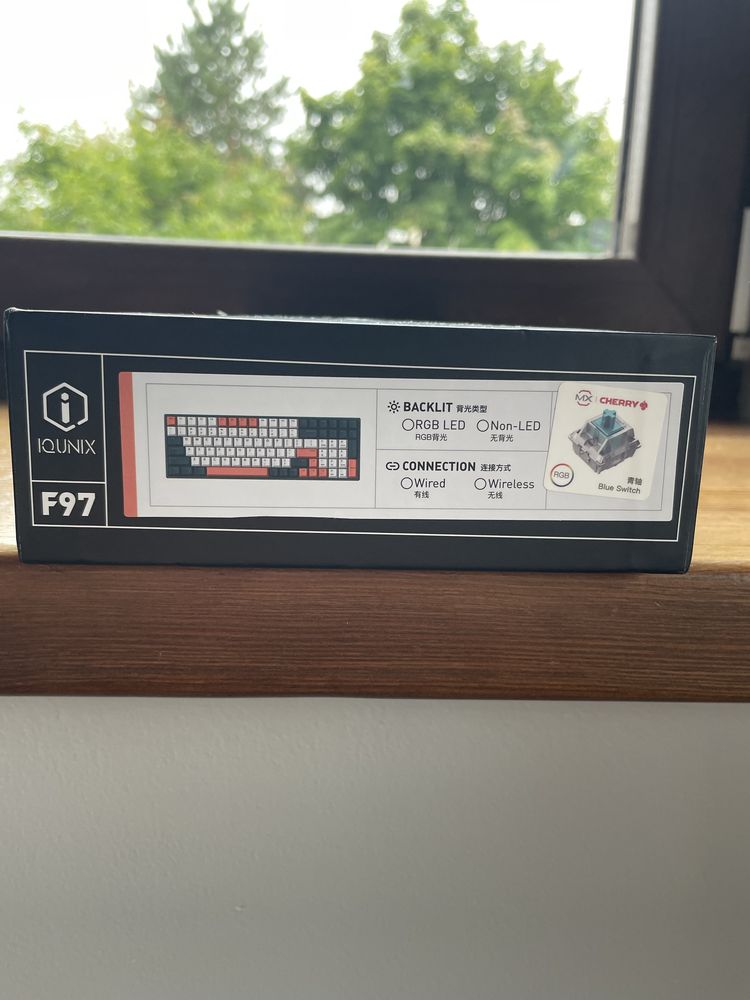 IQUNIX
F97
BACKLIT 背光类型
RGB LED Non-LED
RGB背光 无背光
CONNECTION 连接方式
Wired Wireless
有线 无线
MX CHERRY
RGB
青轴
Blue Switch